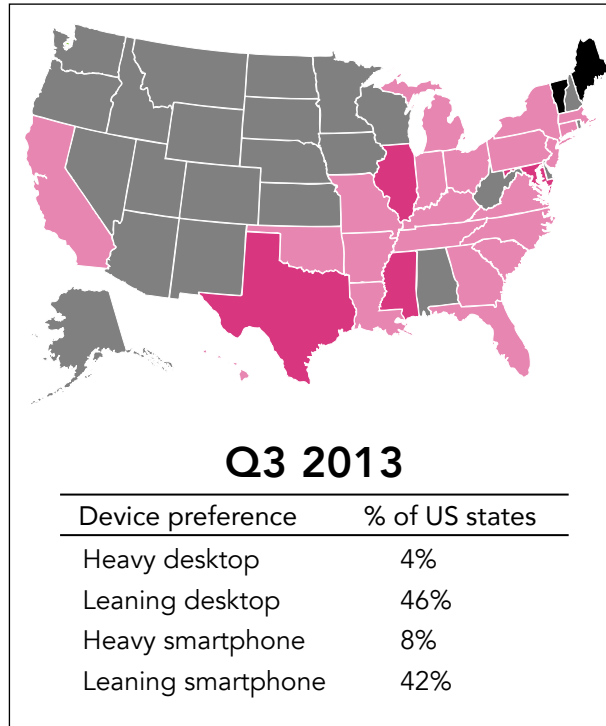 Q3 2013
Device preference % of US states
Heavy desktop 4%
Leaning desktop 46%
Heavy smartphone 8%
Leaning smartphone 42%